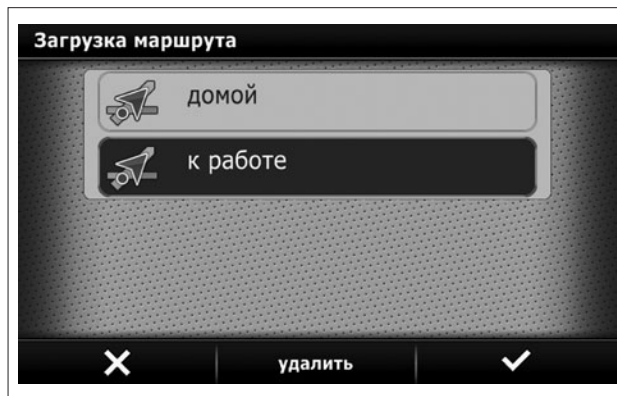 Загрузка маршрута
домой
к работе
удалить